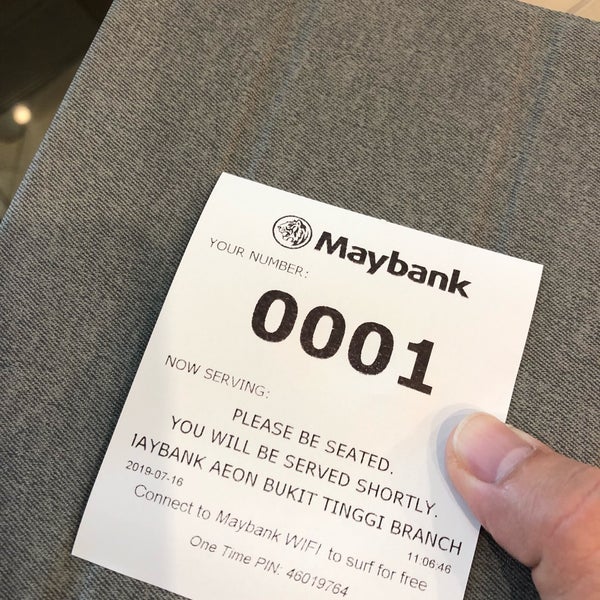 Maybank
YOUR NUMBER:
0001
NOW SERVING:
PLEASE BE SEATED.
YOU WILL BE SERVED SHORTLY.
IAYBANK AEON BUKIT TINGGI BRANCH
2019-07-16 11:06:46
Connect to Maybank WIFI to surf for free
One Time PIN: 46019764